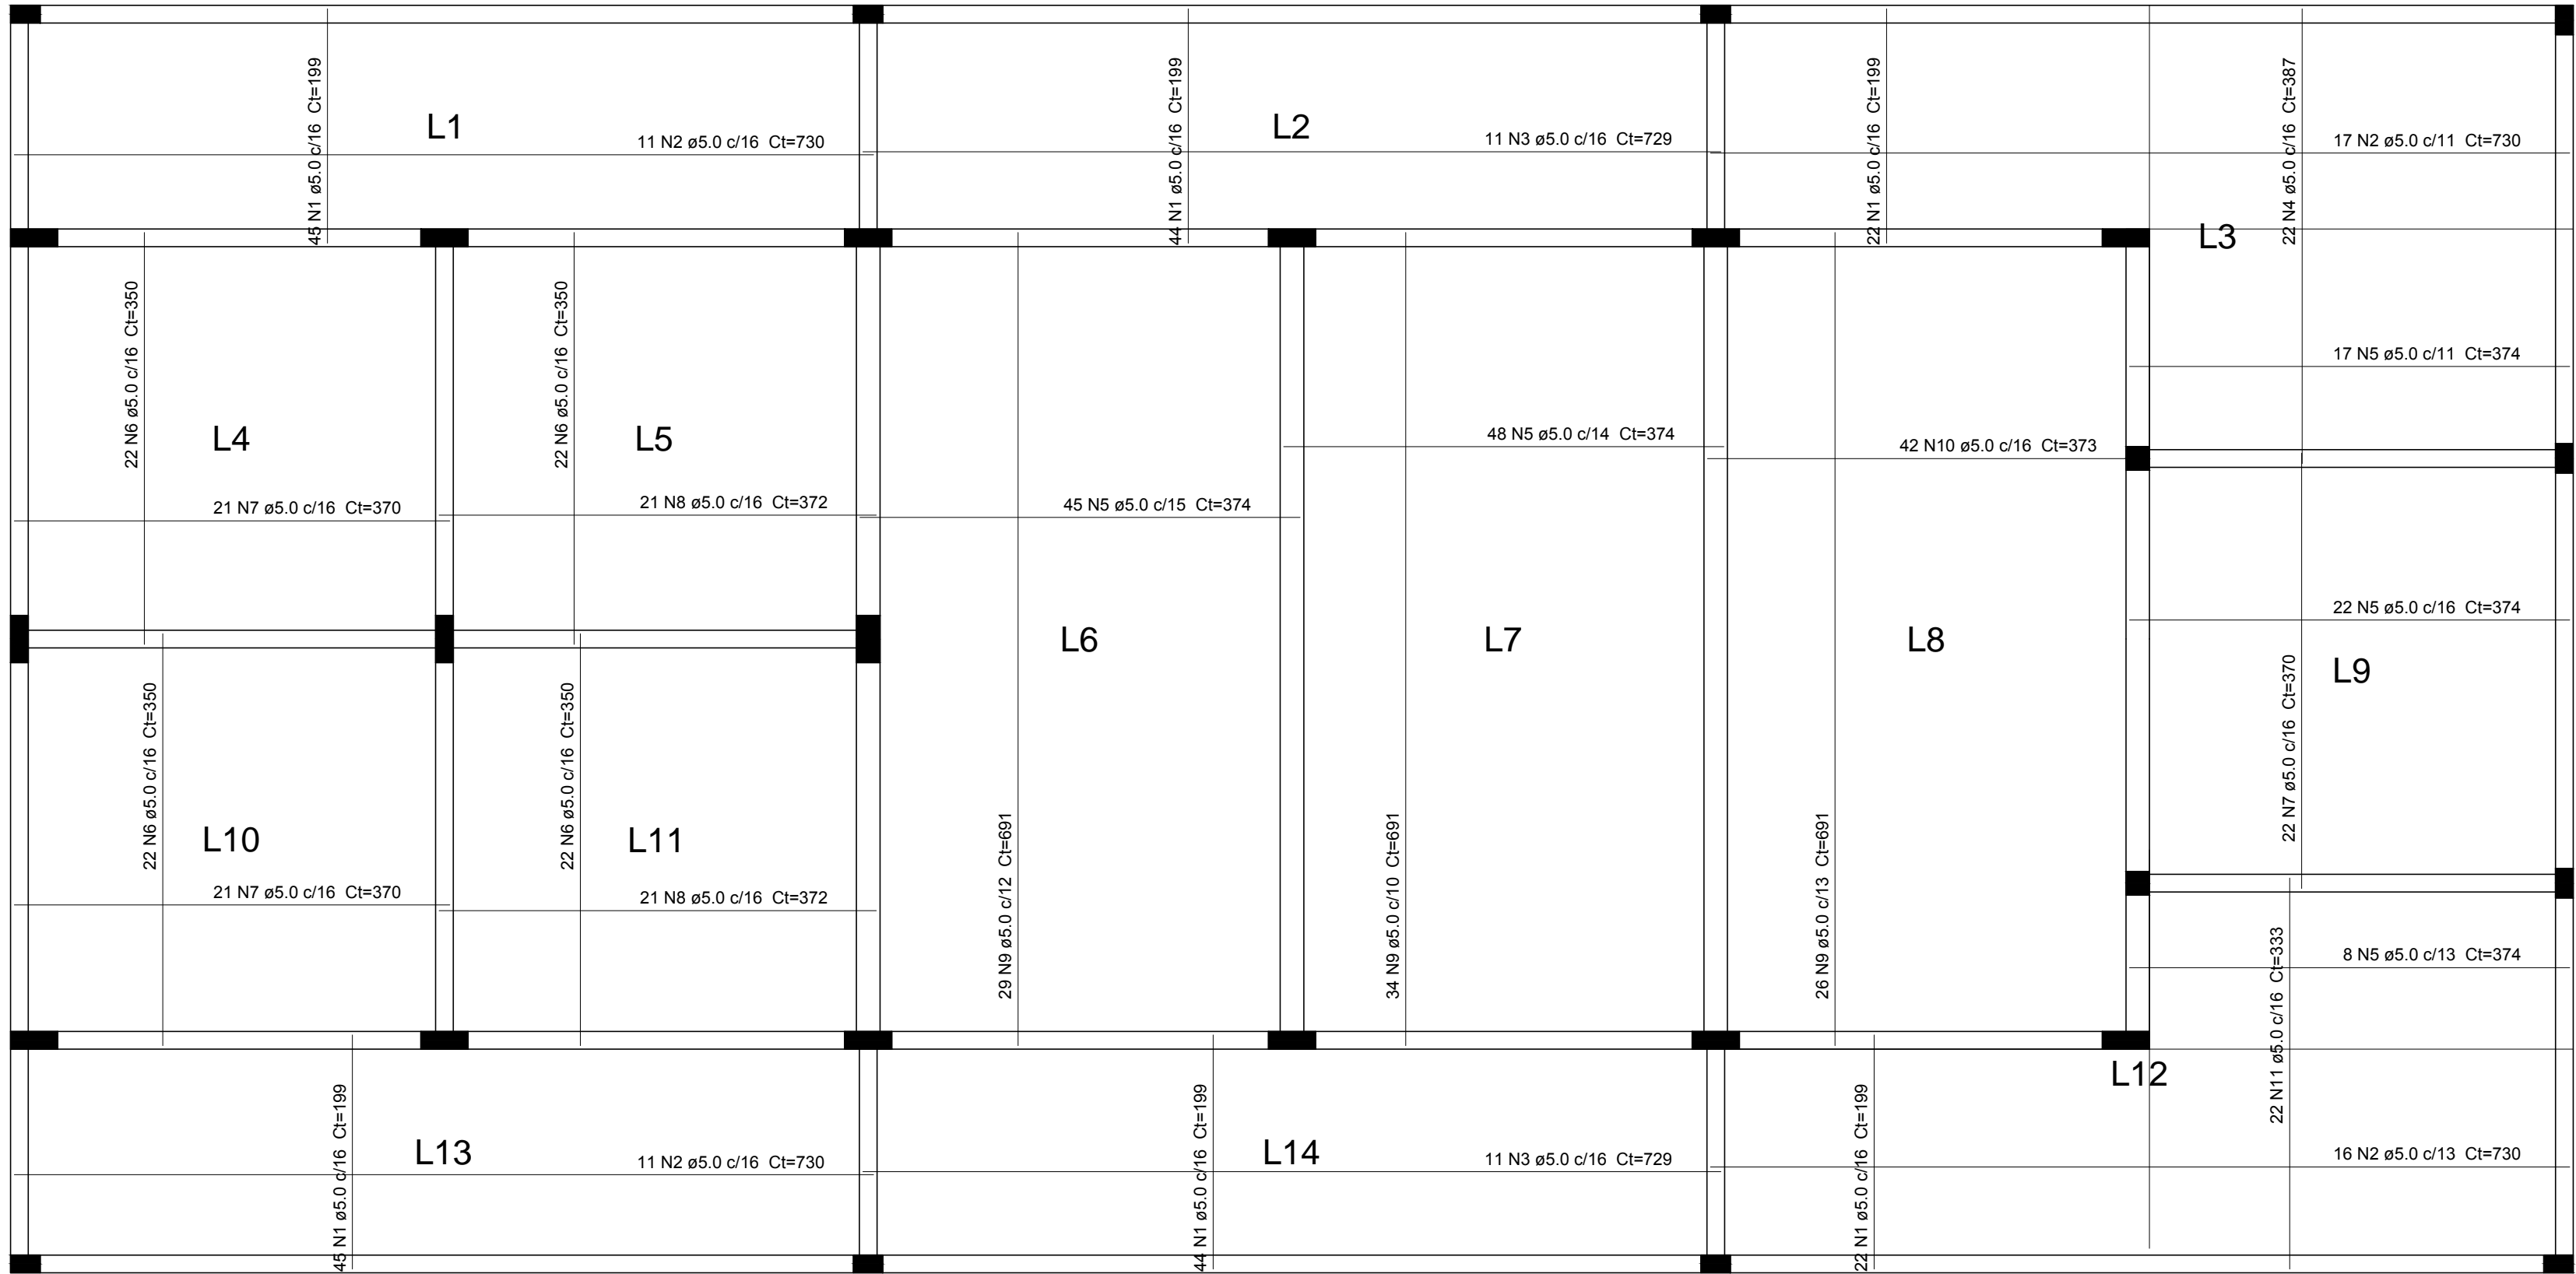 45 N1 ø5.0 c/16 Ct=199
L1
11 N2 ø5.0 c/16 Ct=730
44 N1 ø5.0 c/16 Ct=199
L2
11 N3 ø5.0 c/16 Ct=729
22 N1 ø5.0 c/16 Ct=199
22 N4 ø5.0 c/16 Ct=387
17 N2 ø5.0 c/11 Ct=730
L3
17 N5 ø5.0 c/11 Ct=374
22 N6 ø5.0 c/16 Ct=350
L4
21 N7 ø5.0 c/16 Ct=370
22 N6 ø5.0 c/16 Ct=350
L5
21 N8 ø5.0 c/16 Ct=372
45 N5 ø5.0 c/15 Ct=374
L6
29 N9 ø5.0 c/12 Ct=691
48 N5 ø5.0 c/14 Ct=374
L7
34 N9 ø5.0 c/10 Ct=691
42 N10 ø5.0 c/16 Ct=373
L8
26 N9 ø5.0 c/13 Ct=691
22 N5 ø5.0 c/16 Ct=374
L9
22 N7 ø5.0 c/16 Ct=370
22 N6 ø5.0 c/16 Ct=350
L10
21 N7 ø5.0 c/16 Ct=370
22 N6 ø5.0 c/16 Ct=350
L11
21 N8 ø5.0 c/16 Ct=372
8 N5 ø5.0 c/13 Ct=374
22 N11 ø5.0 c/16 Ct=333
L12
45 N1 ø5.0 c/16 Ct=199
L13
11 N2 ø5.0 c/16 Ct=730
44 N1 ø5.0 c/16 Ct=199
L14
11 N3 ø5.0 c/16 Ct=729
22 N1 ø5.0 c/16 Ct=199
16 N2 ø5.0 c/13 Ct=730